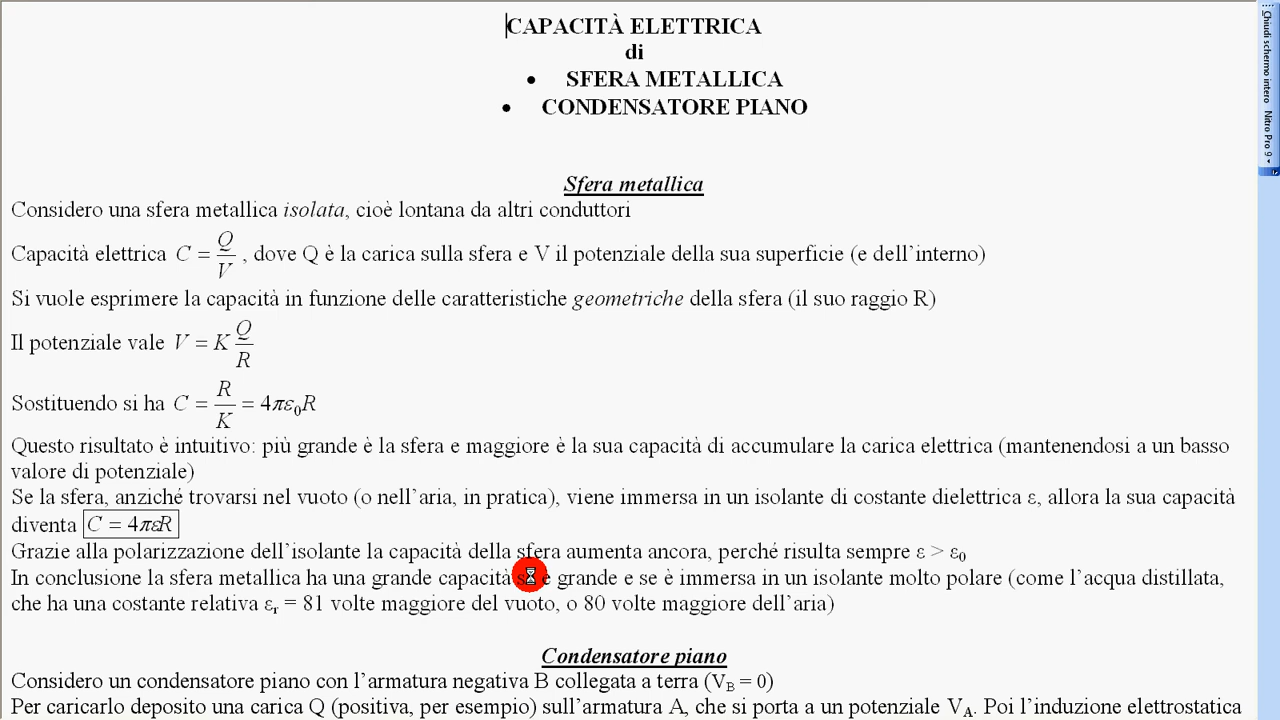 CAPACITÀ ELETTRICA
di
• SFERA METALLICA
• CONDENSATORE PIANO
Sfera metallica
Considero una sfera metallica isolata, cioè lontana da altri conduttori
Capacità elettrica C = Q/V , dove Q è la carica sulla sfera e V il potenziale della sua superficie (e dell'interno)
Si vuole esprimere la capacità in funzione delle caratteristiche geometriche della sfera (il suo raggio R)
Il potenziale vale V = K Q/R
Sostituendo si ha C = R/K = 4πε₀R
Questo risultato è intuitivo: più grande è la sfera e maggiore è la sua capacità di accumulare la carica elettrica (mantenendosi a un basso
valore di potenziale)
Se la sfera, anziché trovarsi nel vuoto (o nell'aria, in pratica), viene immersa in un isolante di costante dielettrica ε, allora la sua capacità
diventa C = 4πεR
Grazie alla polarizzazione dell'isolante la capacità della sfera aumenta ancora, perché risulta sempre ε > ε₀
In conclusione la sfera metallica ha una grande capacità è grande e se è immersa in un isolante molto polare (come l'acqua distillata,
che ha una costante relativa εᵣ = 81 volte maggiore del vuoto, o 80 volte maggiore dell'aria)
Condensatore piano
Considero un condensatore piano con l'armatura negativa B collegata a terra (V_B = 0)
Per caricarlo deposito una carica Q (positiva, per esempio) sull'armatura A, che si porta a un potenziale V_A. Poi l'induzione elettrostatica
Chiudi schermo intero Nitro Pro 9